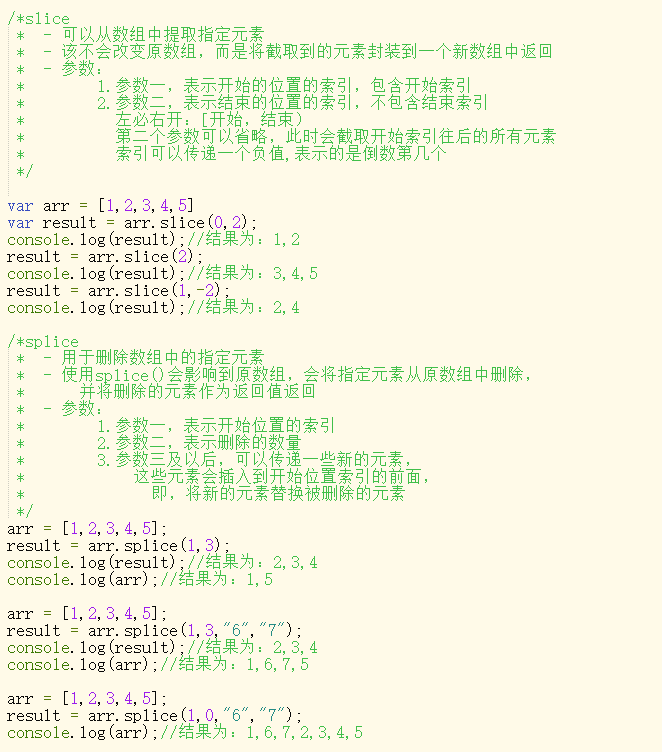 /*slice
 *  - 可以从数组中提取指定元素
 *  - 该不会改变原数组，而是将截取到的元素封装到一个新数组中返回
 *  - 参数：
 *        1.参数一，表示开始的位置的索引，包含开始索引
 *        2.参数二，表示结束的位置的索引，不包含结束索引
 *          左必右开：[开始，结束）
 *          第二个参数可以省略，此时会截取开始索引往后的所有元素
 *          索引可以传递一个负值,表示的是倒数第几个
 */
var arr = [1,2,3,4,5]
var result = arr.slice(0,2);
console.log(result);//结果为：1,2
result = arr.slice(2);
console.log(result);//结果为：3,4,5
result = arr.slice(1,-2);
console.log(result);//结果为：2,4
/*splice
 *  - 用于删除数组中的指定元素
 *  - 使用splice()会影响到原数组，会将指定元素从原数组中删除，
 *      并将删除的元素作为返回值返回
 *  - 参数：
 *        1.参数一，表示开始位置的索引
 *        2.参数二，表示删除的数量
 *        3.参数三及以后，可以传递一些新的元素，
 *            这些元素会插入到开始位置索引的前面，
 *              即，将新的元素替换被删除的元素
 */
arr = [1,2,3,4,5];
result = arr.splice(1,3);
console.log(result);//结果为：2,3,4
console.log(arr);//结果为：1,5
arr = [1,2,3,4,5];
result = arr.splice(1,3,"6","7");
console.log(result);//结果为：2,3,4
console.log(arr);//结果为：1,6,7,5
arr = [1,2,3,4,5];
result = arr.splice(1,0,"6","7");
console.log(arr);//结果为：1,6,7,2,3,4,5